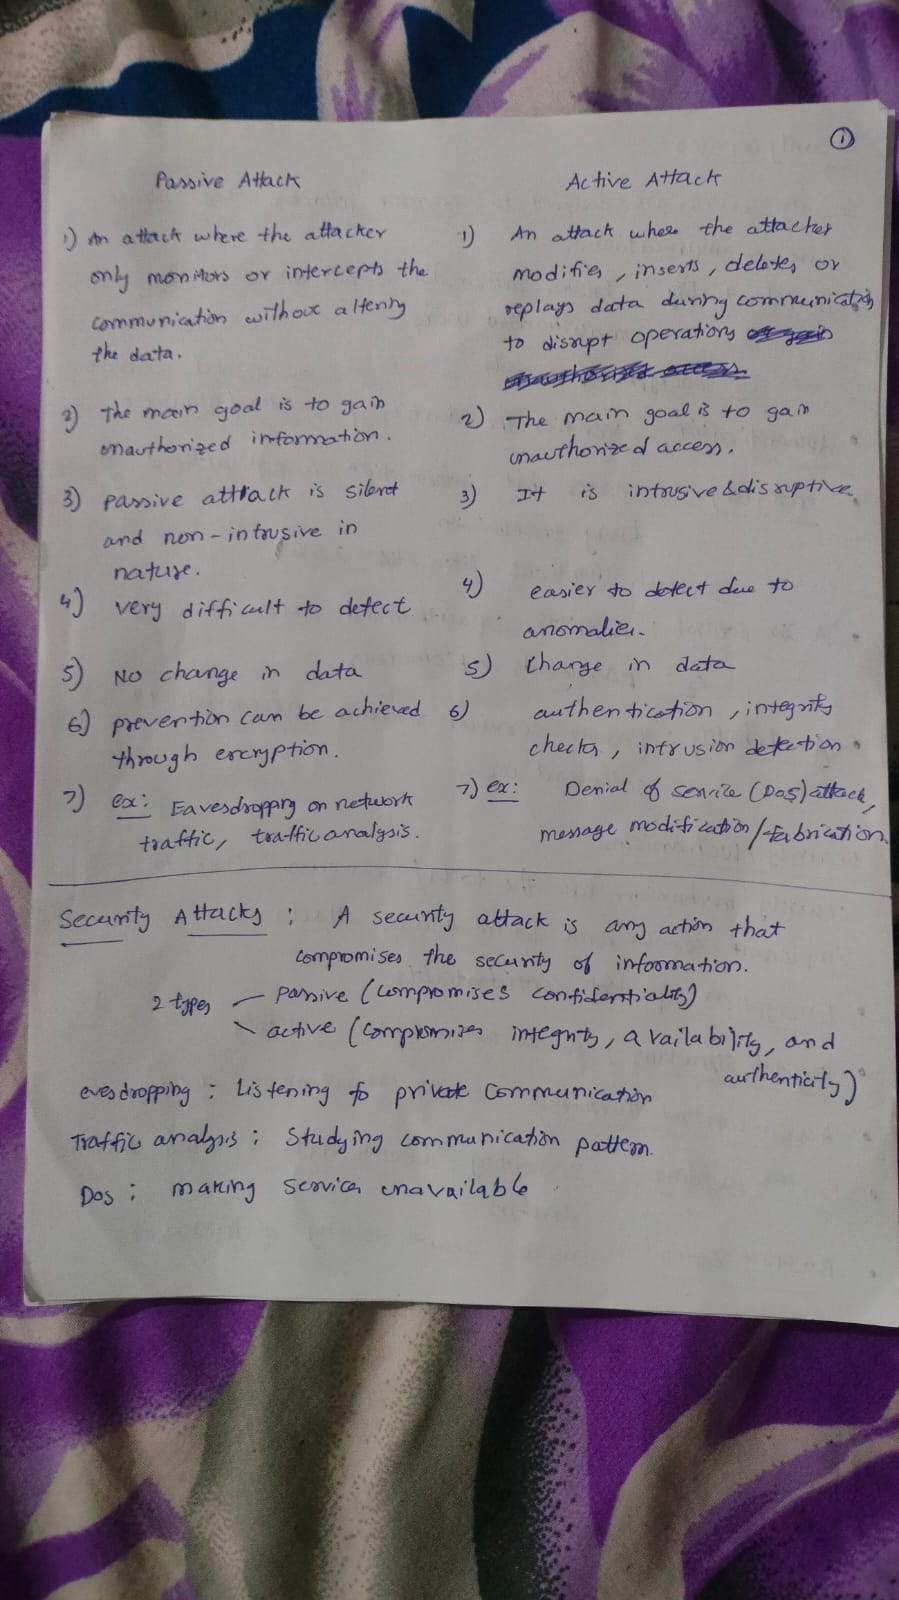 1
Passive Attack
1) An attack where the attacker
only monitors or intercepts the
communication without altering
the data.
2) The main goal is to gain
unauthorized information.
3) passive atttack is silent
and non-intrusive in
nature.
4) very difficult to detect
5) No change in data
6) prevention can be achieved
through encryption.
7) ex: Eavesdropping on network
traffic, traffic analysis.
Active Attack
1) An attack where the attacker
modifies, inserts, deletes or
replays data during communication
to disrupt operations
2) The main goal is to gain
unauthorized access.
3) It is intrusive & disruptive
4) easier to detect due to
anomalies.
5) Change in data
6) authentication, integrity
checks, intrusion detection.
7) ex: Denial of service (DoS) attack,
message modification/fabrication
Security Attacks : A security attack is any action that
compromises the security of information.
2 types
passive (compromises confidentiality)
active (compromises integrity, availability, and
authenticity)
evesdropping : Listening to private communication
Traffic analysis : Studying communication pattern.
Dos : making services unavailable